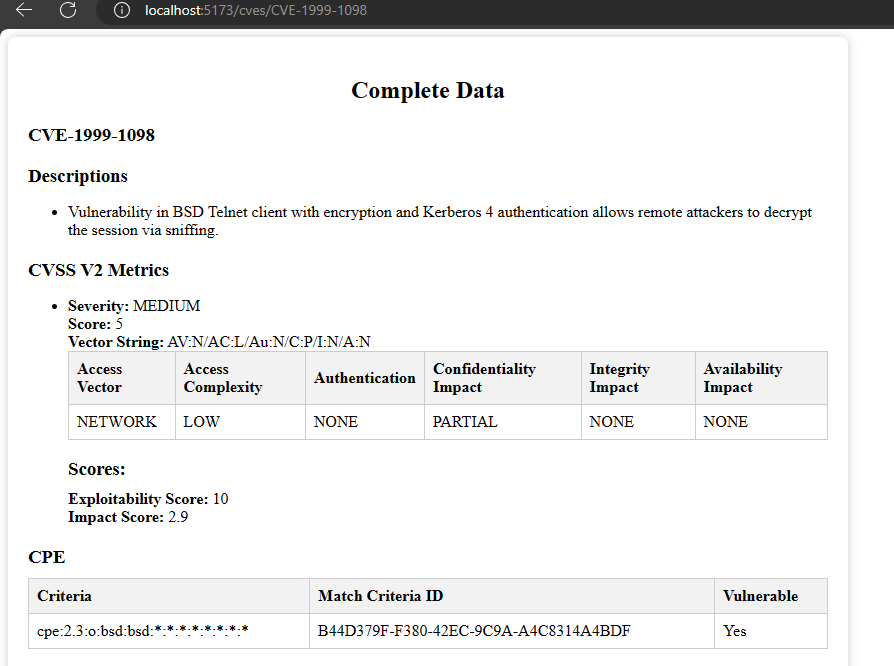 localhost:5173/cves/CVE-1999-1098
Complete Data
CVE-1999-1098
Descriptions
• Vulnerability in BSD Telnet client with encryption and Kerberos 4 authentication allows remote attackers to decrypt
the session via sniffing.
CVSS V2 Metrics
• Severity: MEDIUM
Score: 5
Vector String: AV:N/AC:L/Au:N/C:P/I:N/A:N
Access Vector Access Complexity Authentication Confidentiality Impact Integrity Impact Availability Impact
NETWORK LOW NONE PARTIAL NONE NONE
Scores:
Exploitability Score: 10
Impact Score: 2.9
CPE
Criteria Match Criteria ID Vulnerable
cpe:2.3:o:bsd:bsd:*:*:*:*:*:*:*:* B44D379F-F380-42EC-9C9A-A4C8314A4BDF Yes